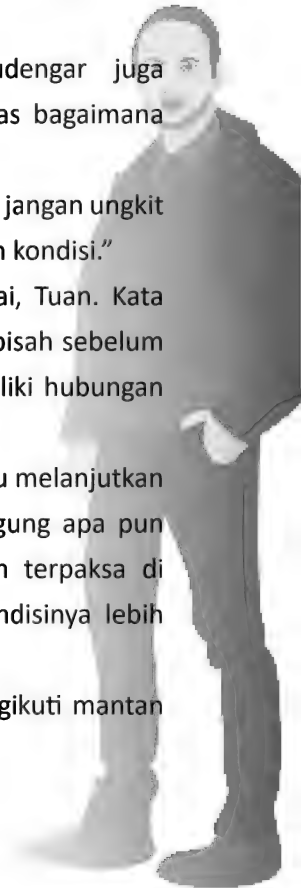 udengar juga
as bagaimana
jangan ungkit
n kondisi.”
ai, Tuan. Kata
pisah sebelum
liki hubungan
u melanjutkan
gung apa pun
n terpaksa di
ndisinya lebih
gikuti mantan